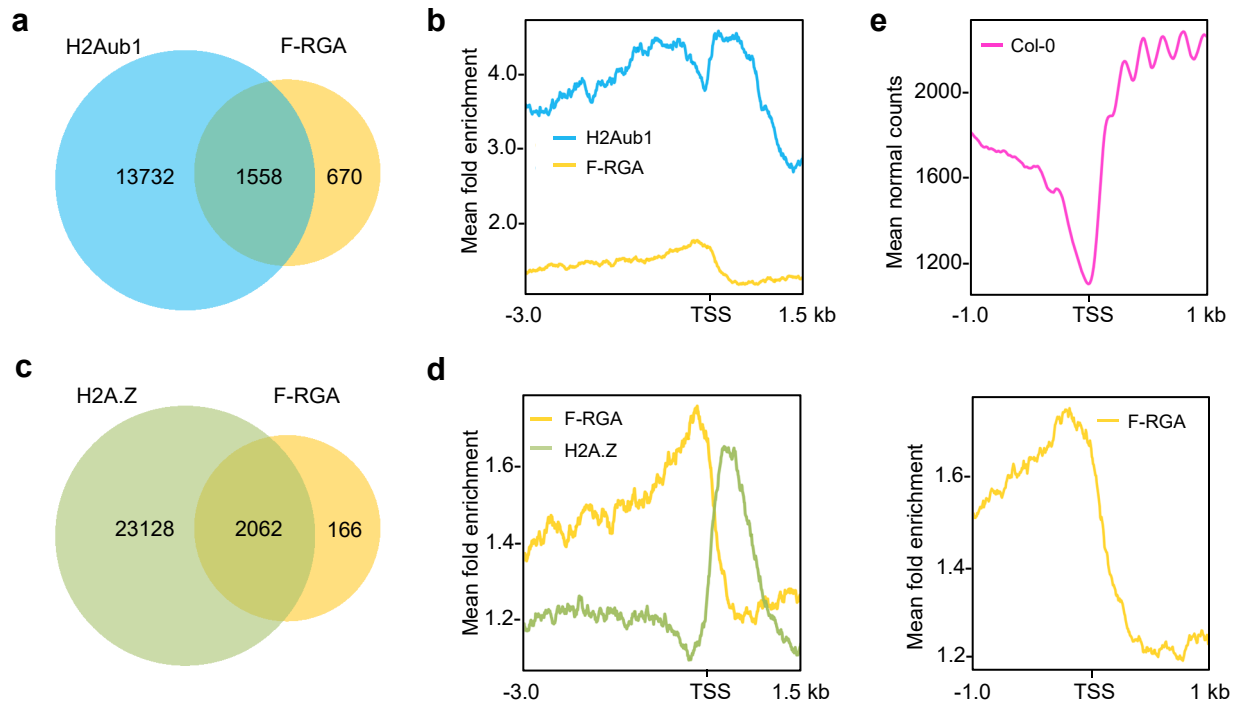 a
H2Aub1
F-RGA
13732
1558
670
b
Mean fold enrichment
4.0
3.0
2.0
H2Aub1
F-RGA
-3.0
TSS
1.5 kb
e
Mean normal counts
2000
1600
1200
Col-0
-1.0
TSS
1 kb
c
H2A.Z
F-RGA
23128
2062
166
d
Mean fold enrichment
1.6
1.4
1.2
F-RGA
H2A.Z
-3.0
TSS
1.5 kb
Mean fold enrichment
1.6
1.4
1.2
F-RGA
-1.0
TSS
1 kb